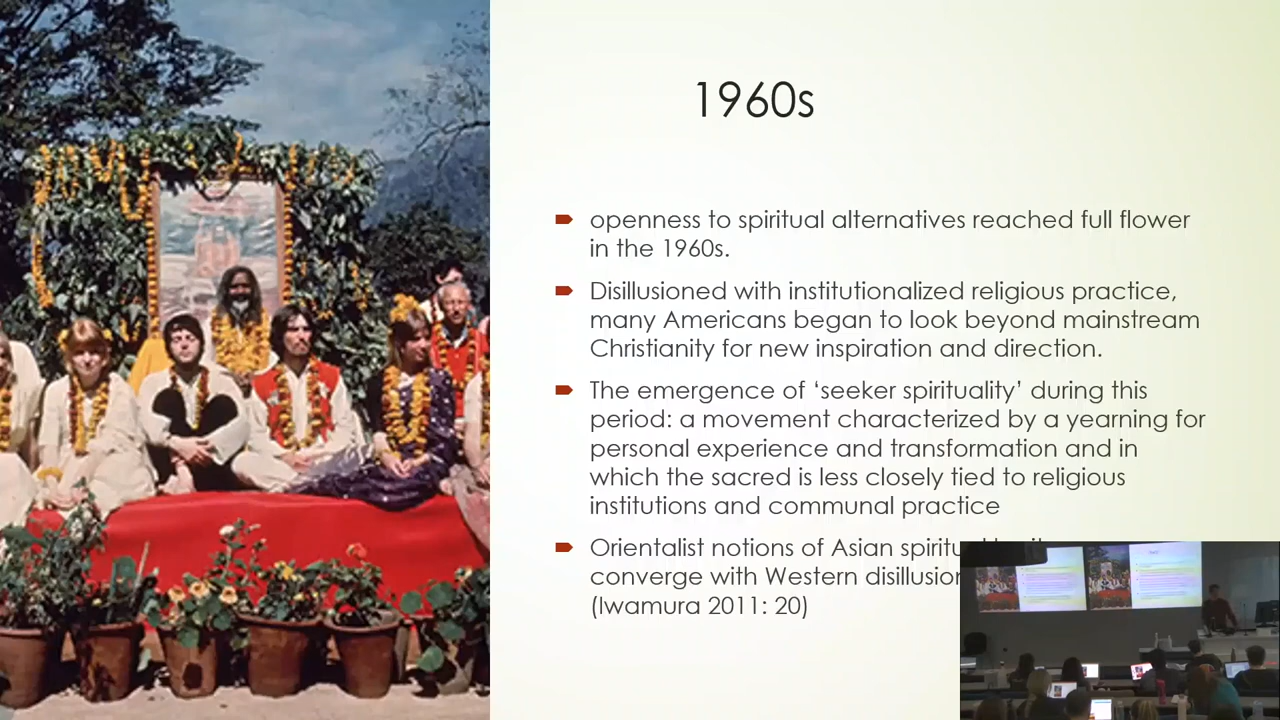 1960s
openness to spiritual alternatives reached full flower
in the 1960s.
Disillusioned with institutionalized religious practice,
many Americans began to look beyond mainstream
Christianity for new inspiration and direction.
The emergence of ‘seeker spirituality’ during this
period: a movement characterized by a yearning for
personal experience and transformation and in
which the sacred is less closely tied to religious
institutions and communal practice
Orientalist notions of Asian
converge with Western
(Iwamura 2011: 20)